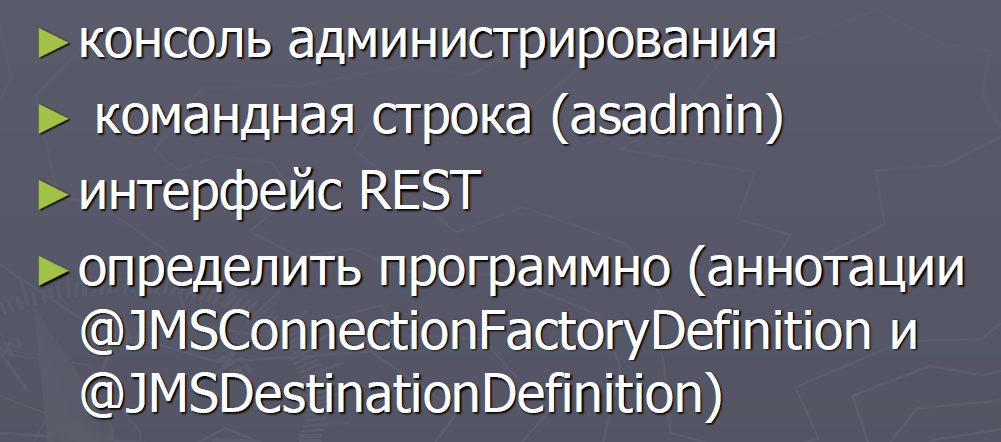 ►консоль администрирования
► командная строка (asadmin)
►интерфейс REST
►определить программно (аннотации
@JMSConnectionFactoryDefinition и
@JMSDestinationDefinition)